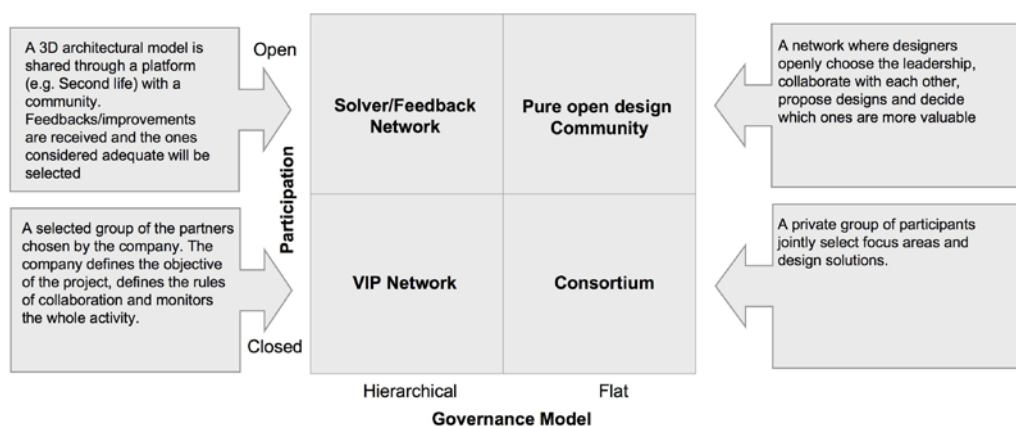 A 3D architectural model is
shared through a platform
(e.g. Second life) with a
community.
Feedbacks/improvements
are received and the ones
considered adequate will be
selected
A selected group of the partners
chosen by the company. The
company defines the objective
of the project, defines the rules
of collaboration and monitors
the whole activity.
Open
Participation
Closed
Solver/Feedback
Network
Pure open design
Community
VIP Network
Consortium
Hierarchical
Flat
Governance Model
A network where designers
openly choose the leadership,
collaborate with each other,
propose designs and decide
which ones are more valuable
A private group of participants
jointly select focus areas and
design solutions.